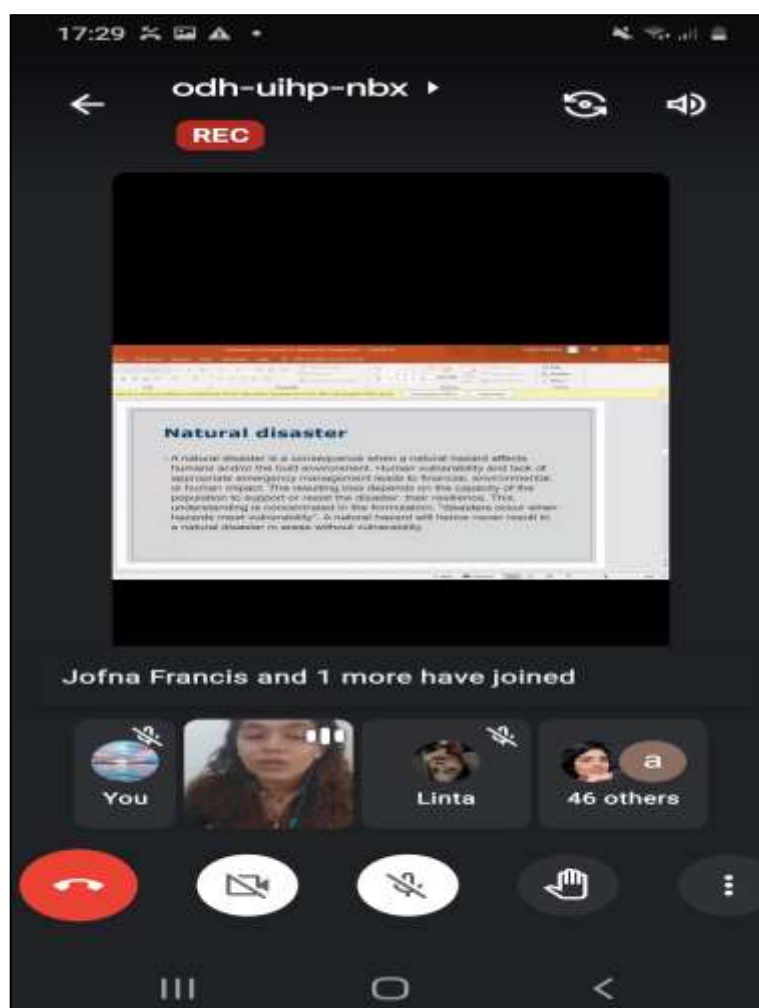 17:29
odh-uihp-nbx
REC
Natural disaster
A natural disaster is a consequence when a natural hazard affects
humans and/or the built environment. Human vulnerability and lack of
appropriate emergency management leads to financial, environmental,
or human impact. The resulting loss depends on the capacity of the
population to support or resist the disaster: their resilience. This
understanding is concentrated in the formulation: "disasters occur when
hazards meet vulnerability". A natural hazard will hence never result in
a natural disaster in areas without vulnerability.
Jofna Francis and 1 more have joined
a
You
Linta
46 others